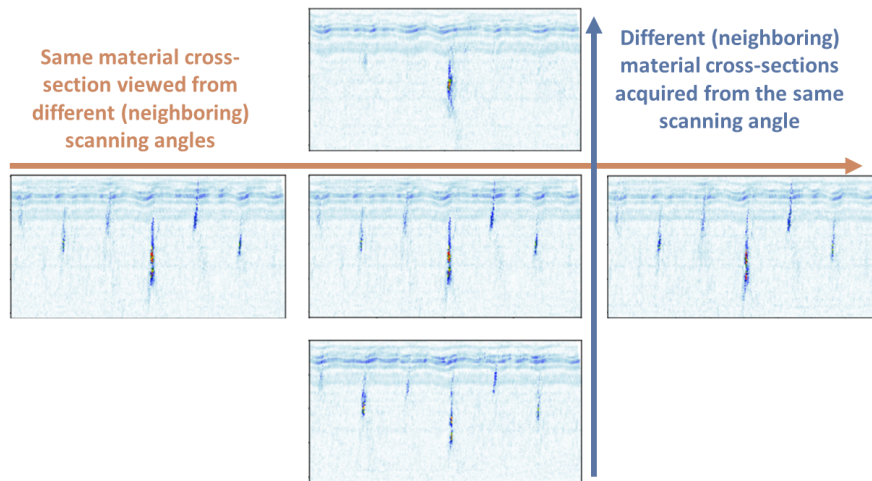 Same material cross-
section viewed from
different (neighboring)
scanning angles
Different (neighboring)
material cross-sections
acquired from the same
scanning angle